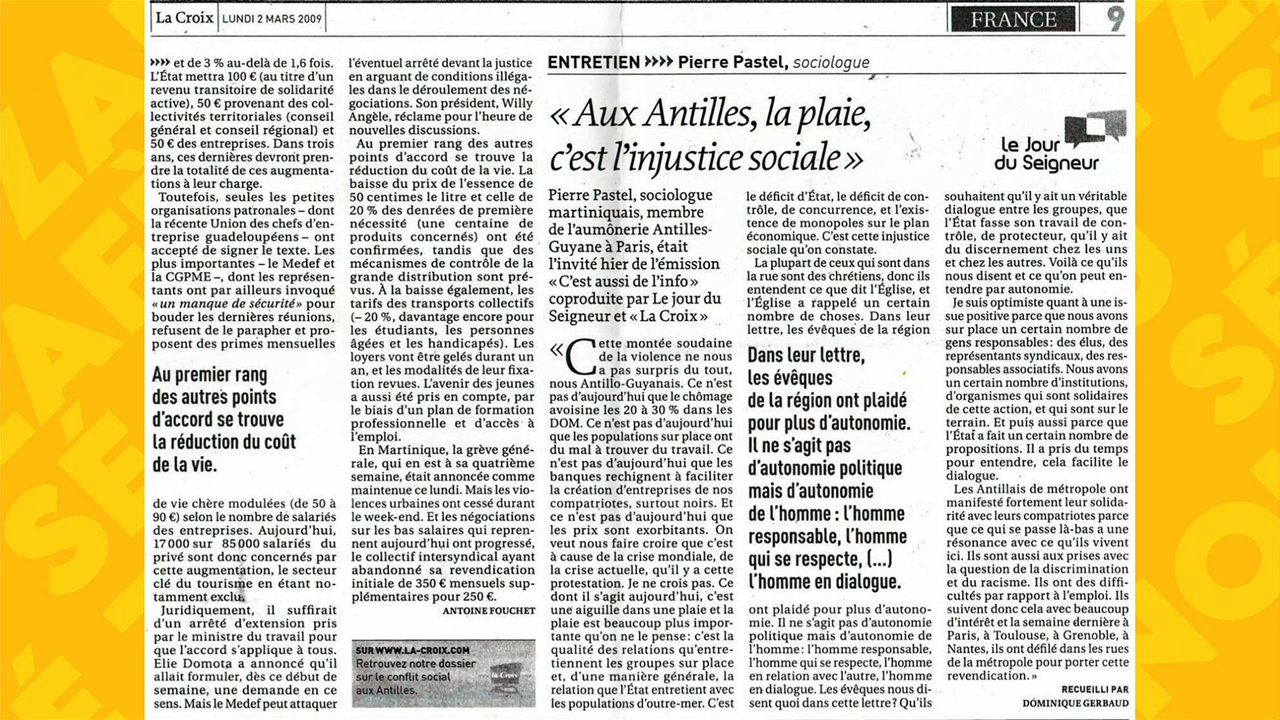 La Croix LUNDI 2 MARS 2009
FRANCE 9
»»» et de 3 % au-delà de 1,6 fois.
L’État mettra 100 € (au titre d’un
revenu transitoire de solidarité
active), 50 € provenant des col-
lectivités territoriales (conseil
général et conseil régional) et
50 € des entreprises. Dans trois
ans, ces dernières devront pren-
dre la totalité de ces augmenta-
tions à leur charge.
Toutefois, seules les petites
organisations patronales – dont
la récente Union des chefs d’en-
treprise guadeloupéens – ont
accepté de signer le texte. Les
plus importantes – le Medef et
la CGPME –, dont les représen-
tants ont par ailleurs invoqué
« un manque de sécurité » pour
bouder les dernières réunions,
refusent de le parapher et pro-
posent des primes mensuelles
Au premier rang
des autres points
d’accord se trouve
la réduction du coût
de la vie.
de vie chère modulées (de 50 à
90 €) selon le nombre de salariés
des entreprises. Aujourd’hui,
17 000 sur 85 000 salariés du
privé sont donc concernés par
cette augmentation, le secteur
clé du tourisme en étant no-
tamment exclu.
Juridiquement, il suffirait
d’un arrêté d’extension pris
par le ministre du travail pour
que l’accord s’applique à tous.
Elie Domota a annoncé qu’il
allait formuler, dès ce début de
semaine, une demande en ce
sens. Mais le Medef peut attaquer
l’éventuel arrêté devant la justice
en arguant de conditions illéga-
les dans le déroulement des né-
gociations. Son président, Willy
Angèle, réclame pour l’heure de
nouvelles discussions.
Au premier rang des autres
points d’accord se trouve la
réduction du coût de la vie. La
baisse du prix de l’essence de
50 centimes le litre et celle de
20 % des denrées de première
nécessité (une centaine de
produits concernés) ont été
confirmées, tandis que des
mécanismes de contrôle de la
grande distribution sont pré-
vus. À la baisse également, les
tarifs des transports collectifs
(– 20 %, davantage encore pour
les étudiants, les personnes
âgées et les handicapés). Les
loyers vont être gelés durant un
an, et les modalités de leur fixa-
tion revues. L’avenir des jeunes
a aussi été pris en compte, par
le biais d’un plan de formation
professionnelle et d’accès à
l’emploi.
En Martinique, la grève géné-
rale, qui en est à sa quatrième
semaine, était annoncée comme
maintenue ce lundi. Mais les vio-
lences urbaines ont cessé durant
le week-end. Et les négociations
sur les bas salaires qui repren-
nent aujourd’hui ont progressé,
le collectif intersyndical ayant
abandonné sa revendication
initiale de 350 € mensuels sup-
plémentaires pour 250 €.
ANTOINE FOUCHET
SUR WWW.LA-CROIX.COM
Retrouvez notre dossier
sur le conflit social
aux Antilles.
la Croix
ENTRETIEN »»» Pierre Pastel, sociologue
« Aux Antilles, la plaie,
c’est l’injustice sociale »
le Jour
du Seigneur
Pierre Pastel, sociologue
martiniquais, membre
de l’aumônerie Antilles-
Guyane à Paris, était
l’invité hier de l’émission
« C’est aussi de l’info »
coproduite par Le jour du
Seigneur et « La Croix »
« Cette montée soudaine
de la violence ne nous
a pas surpris du tout,
nous Antillo-Guyanais. Ce n’est
pas d’aujourd’hui que le chômage
avoisine les 20 à 30 % dans les
DOM. Ce n’est pas d’aujourd’hui
que les populations sur place ont
du mal à trouver du travail. Ce
n’est pas d’aujourd’hui que les
banques rechignent à faciliter
la création d’entreprises de nos
compatriotes, surtout noirs. Et
ce n’est pas d’aujourd’hui que
les prix sont exorbitants. On
veut nous faire croire que c’est
à cause de la crise mondiale, de
la crise actuelle, qu’il y a cette
protestation. Je ne crois pas. Ce
dont il s’agit aujourd’hui, c’est
une aiguille dans une plaie et la
plaie est beaucoup plus impor-
tante qu’on ne le pense : c’est la
qualité des relations qu’entre-
tiennent les groupes sur place
et, d’une manière générale, la
relation que l’État entretient avec
les populations d’outre-mer. C’est
le déficit d’État, le déficit de con-
trôle, de concurrence, et l’exis-
tence de monopoles sur le plan
économique. C’est cette injustice
sociale qu’on constate.
La plupart de ceux qui sont dans
la rue sont des chrétiens, donc ils
entendent ce que dit l’Église, et
l’Église a rappelé un certain
nombre de choses. Dans leur
lettre, les évêques de la région
Dans leur lettre,
les évêques
de la région ont plaidé
pour plus d’autonomie.
Il ne s’agit pas
d’autonomie politique
mais d’autonomie
de l’homme : l’homme
responsable, l’homme
qui se respecte, (...)
l’homme en dialogue.
ont plaidé pour plus d’autono-
mie. Il ne s’agit pas d’autonomie
politique mais d’autonomie de
l’homme : l’homme responsable,
l’homme qui se respecte, l’homme
en relation avec l’autre, l’homme
en dialogue. Les évêques nous di-
sent quoi dans cette lettre? Qu’ils
souhaitent qu’il y ait un véritable
dialogue entre les groupes, que
l’État fasse son travail de con-
trôle, de protecteur, qu’il y ait
du discernement chez les uns
et chez les autres. Voilà ce qu’ils
nous disent et ce qu’on peut en-
tendre par autonomie.
Je suis optimiste quant à une is-
sue positive parce que nous avons
sur place un certain nombre de
gens responsables : des élus, des
représentants syndicaux, des res-
ponsables associatifs. Nous avons
un certain nombre d’institutions,
d’organismes qui sont solidaires
de cette action, et qui sont sur le
terrain. Et puis aussi parce que
l’État a fait un certain nombre de
propositions. Il a pris du temps
pour entendre, cela facilite le
dialogue.
Les Antillais de métropole ont
manifesté fortement leur solida-
rité avec leurs compatriotes parce
que ce qui se passe là-bas a une
résonance avec ce qu’ils vivent
ici. Ils sont aussi aux prises avec
la question de la discrimination
et du racisme. Ils ont des diffi-
cultés par rapport à l’emploi. Ils
suivent donc cela avec beaucoup
d’intérêt et la semaine dernière à
Paris, à Toulouse, à Grenoble, à
Nantes, ils ont défilé dans les rues
de la métropole pour porter cette
revendication. »
RECUEILLI PAR
DOMINIQUE GERBAUD